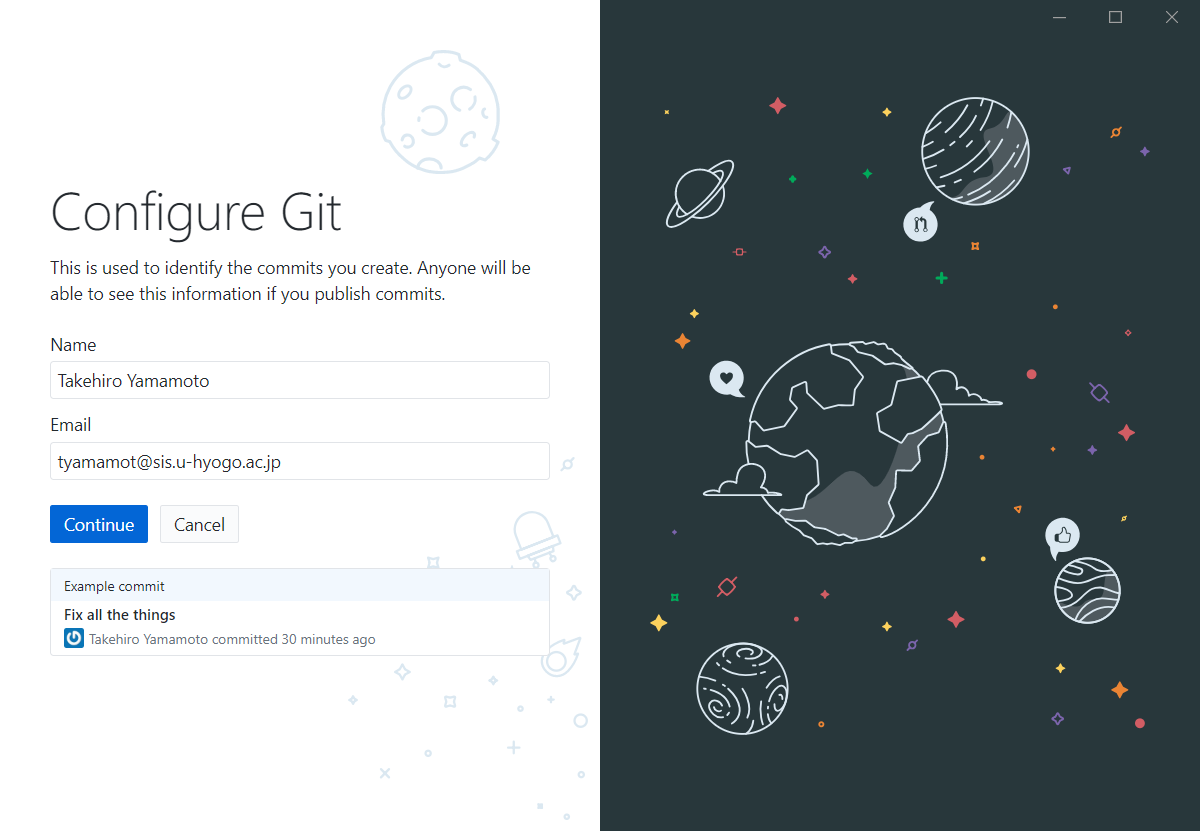 Configure Git
This is used to identify the commits you create. Anyone will be
able to see this information if you publish commits.
Name
Takehiro Yamamoto
Email
tyamamot@sis.u-hyogo.ac.jp
Continue Cancel
Example commit
Fix all the things
Takehiro Yamamoto committed 30 minutes ago